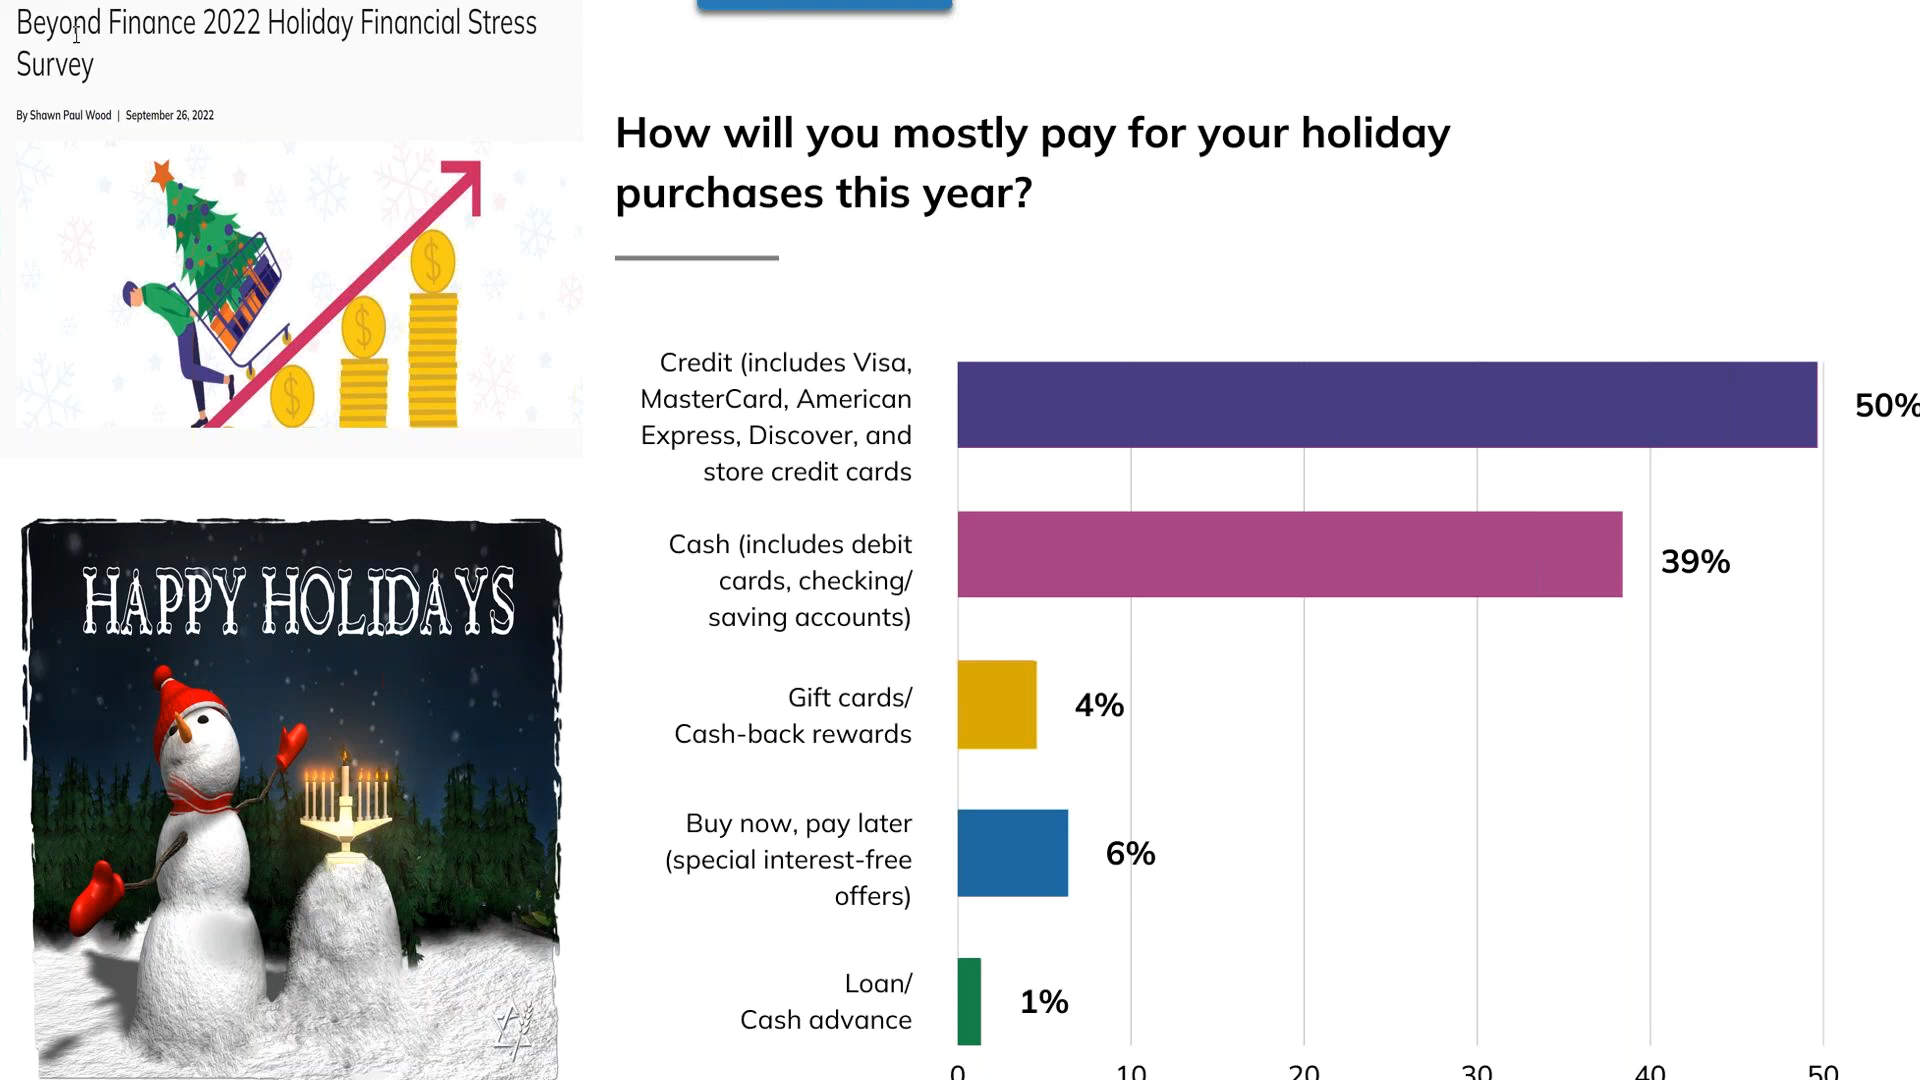 Beyond Finance 2022 Holiday Financial Stress
Survey
By Shawn Paul Wood | September 26, 2022
$
$
$
HAPPY HOLIDAYS
How will you mostly pay for your holiday
purchases this year?
Credit (includes Visa,
MasterCard, American
Express, Discover, and
store credit cards
50%
Cash (includes debit
cards, checking/
saving accounts)
39%
Gift cards/
Cash-back rewards
4%
Buy now, pay later
(special interest-free
offers)
6%
Loan/
Cash advance
1%
0 10 20 30 40 50